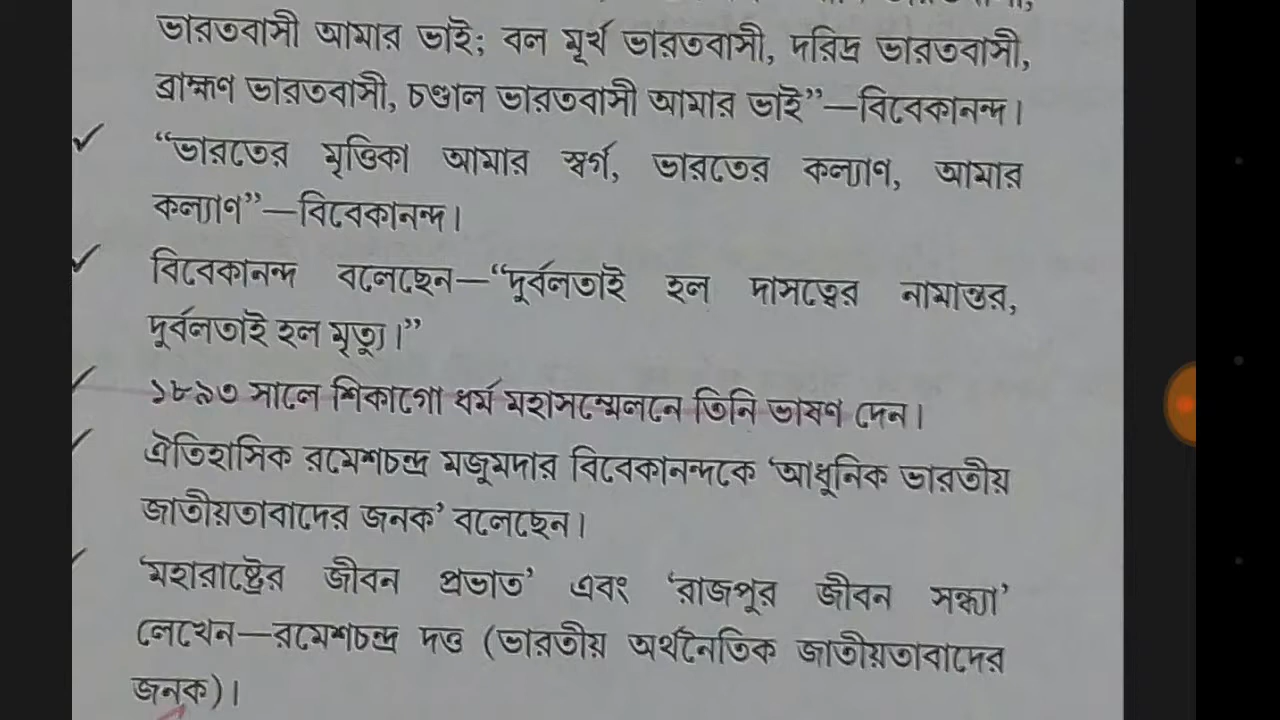 ভারতবাসী আমার ভাই; বল মূর্খ ভারতবাসী, দরিদ্র ভারতবাসী,
ব্রাহ্মণ ভারতবাসী, চণ্ডাল ভারতবাসী আমার ভাই”—বিবেকানন্দ।
“ভারতের মৃত্তিকা আমার স্বর্গ, ভারতের কল্যাণ, আমার
কল্যাণ”—বিবেকানন্দ।
বিবেকানন্দ বলেছেন—“দুর্বলতাই হল দাসত্বের নামান্তর,
দুর্বলতাই হল মৃত্যু।”
১৮৯৩ সালে শিকাগো ধর্ম মহাসম্মেলনে তিনি ভাষণ দেন।
ঐতিহাসিক রমেশচন্দ্র মজুমদার বিবেকানন্দকে ‘আধুনিক ভারতীয়
জাতীয়তাবাদের জনক’ বলেছেন।
‘মহারাষ্ট্রের জীবন প্রভাত’ এবং ‘রাজপুর জীবন সন্ধ্যা’
লেখেন—রমেশচন্দ্র দত্ত (ভারতীয় অর্থনৈতিক জাতীয়তাবাদের
জনক)।